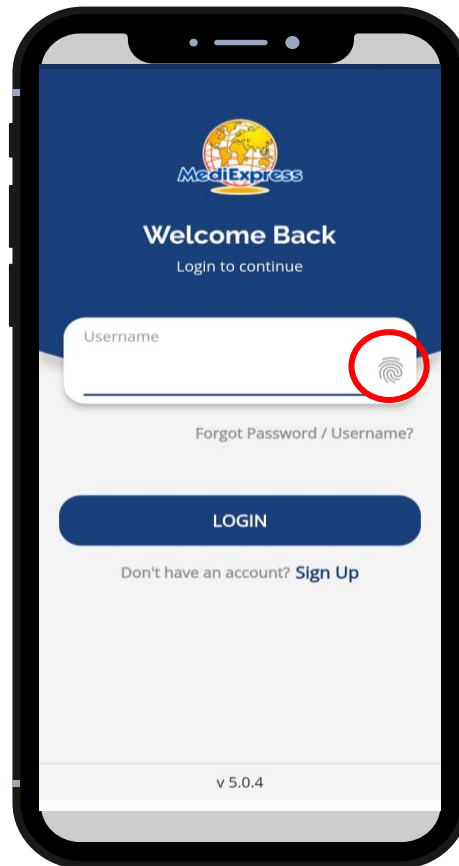 MediExpress
Welcome Back
Login to continue
Username
Forgot Password / Username?
LOGIN
Don't have an account? Sign Up
v 5.0.4